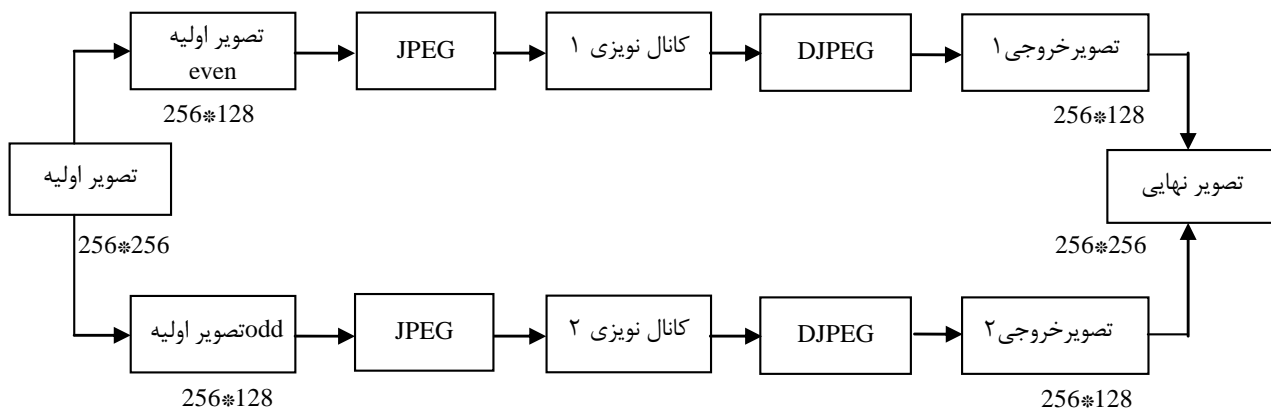 تصویر اولیه
even
JPEG
کانال نویزی ۱
DJPEG
تصویرخروجی۱
256*128
256*128
تصویر اولیه
تصویر نهایی
256*256
256*256
تصویر اولیهodd
JPEG
کانال نویزی ۲
DJPEG
تصویرخروجی۲
256*128
256*128